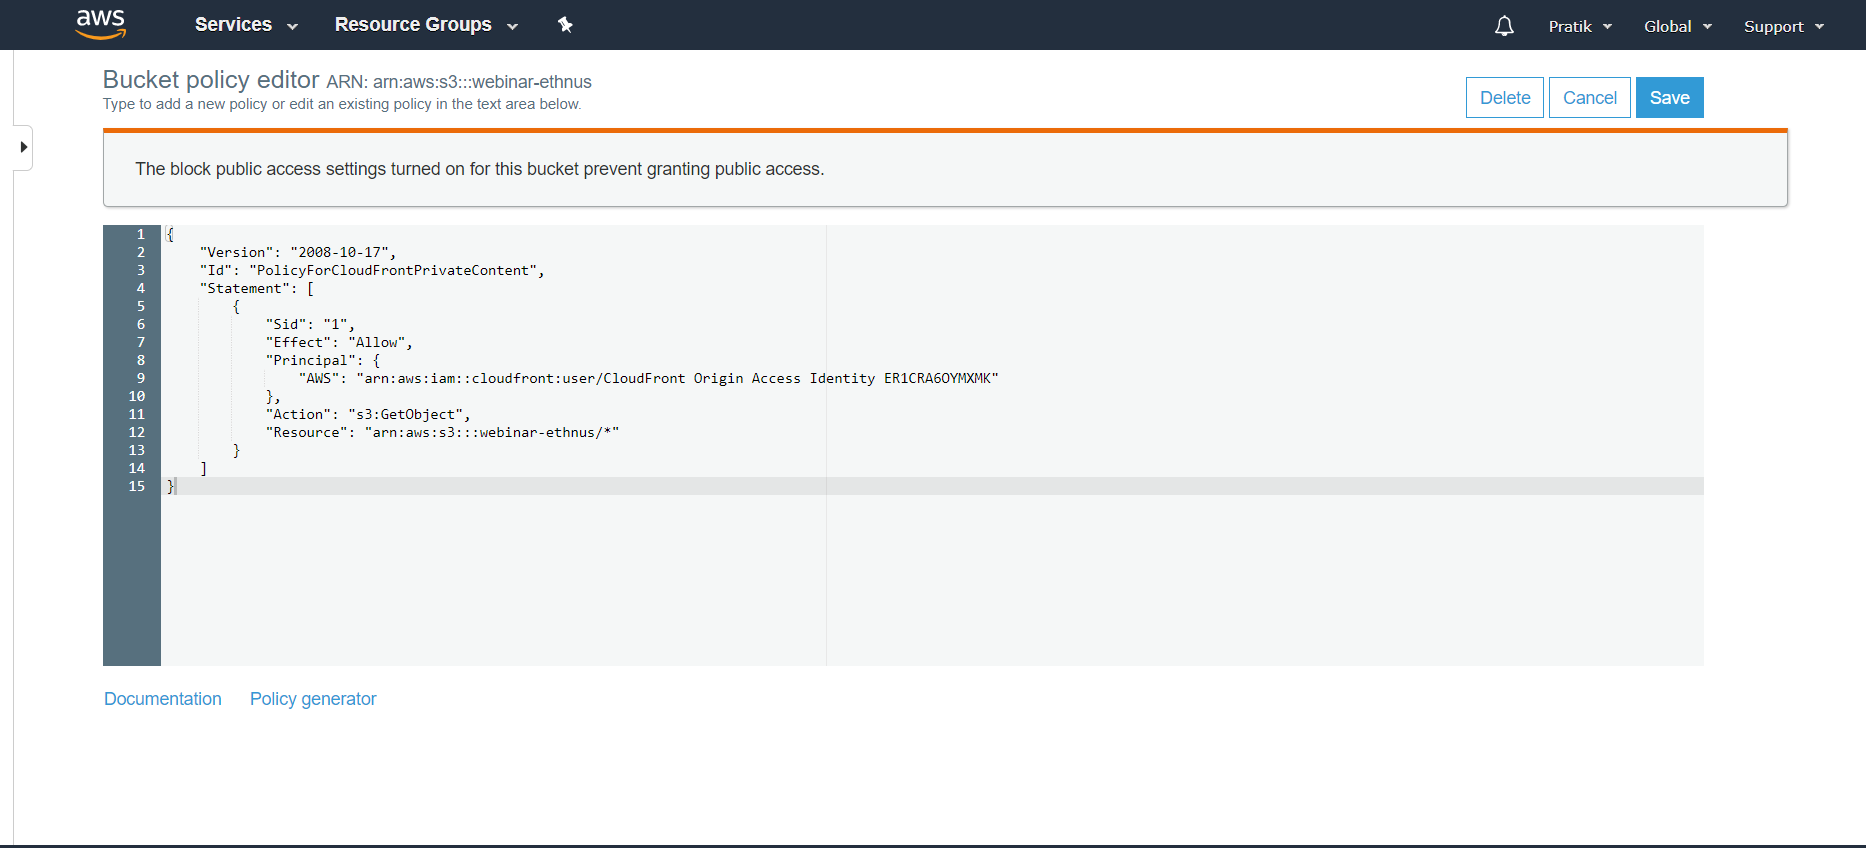 aws Services Resource Groups Pratik Global Support
Bucket policy editor ARN: arn:aws:s3:::webinar-ethnus
Type to add a new policy or edit an existing policy in the text area below.
Delete Cancel Save
The block public access settings turned on for this bucket prevent granting public access.
1 {
2 "Version": "2008-10-17",
3 "Id": "PolicyForCloudFrontPrivateContent",
4 "Statement": [
5 {
6 "Sid": "1",
7 "Effect": "Allow",
8 "Principal": {
9 "AWS": "arn:aws:iam::cloudfront:user/CloudFront Origin Access Identity ER1CRA6OYMXMK"
10 },
11 "Action": "s3:GetObject",
12 "Resource": "arn:aws:s3:::webinar-ethnus/*"
13 }
14 ]
15 }
Documentation Policy generator